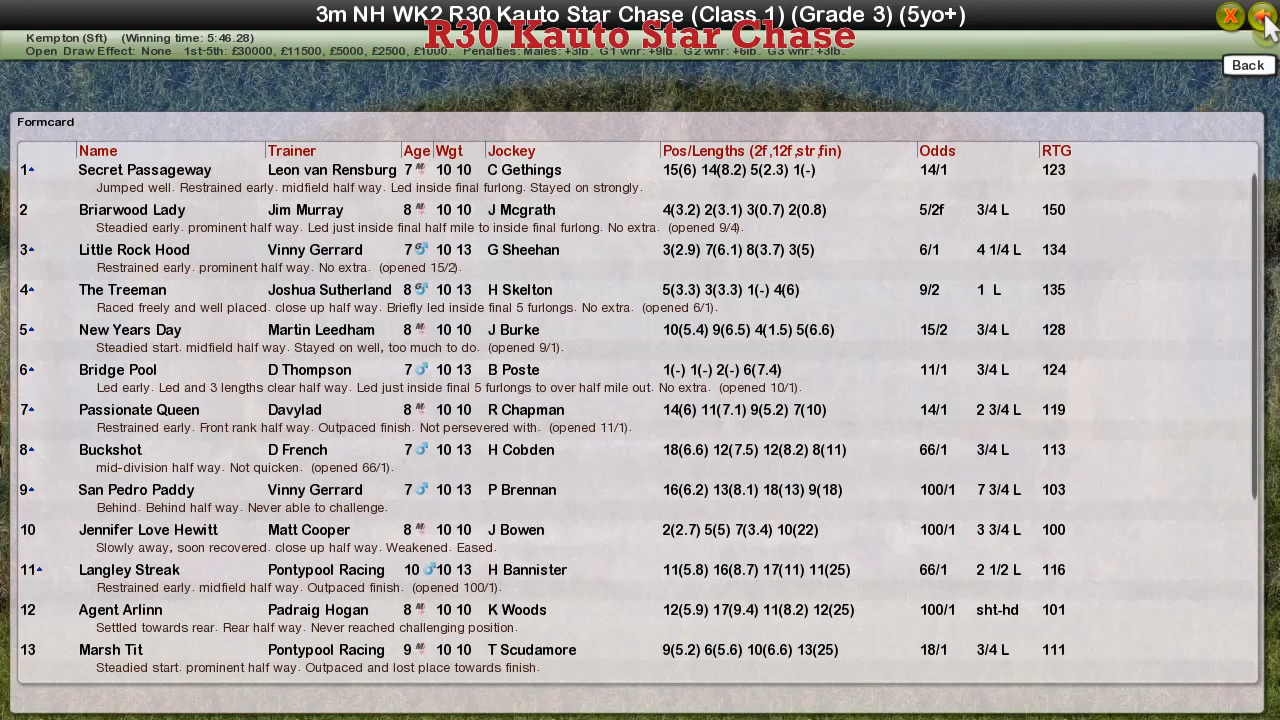 3m NH WK2 R30 Kauto Star Chase (Class 1) (Grade 3) (5yo+)
R30 Kauto Star Chase
Kempton (Sft) (Winning time: 5:46.28)
Open Draw Effect: None 1st-5th: £30000, £11500, £5000, £2500, £1000. Penalties: Males: +3lb. G1 wnr: +9lb. G2 wnr: +6lb. G3 wnr: +3lb.
X
Back
Formcard
Name Trainer Age Wgt Jockey Pos/Lengths (2f,12f,str,fin) Odds RTG
1 Secret Passageway Leon van Rensburg 7 10 10 C Gethings 15(6) 14(8.2) 5(2.3) 1(-) 14/1 123
Jumped well. Restrained early. midfield half way. Led inside final furlong. Stayed on strongly.
2 Briarwood Lady Jim Murray 8 10 10 J Mcgrath 4(3.2) 2(3.1) 3(0.7) 2(0.8) 5/2f 3/4 L 150
Steadied early. prominent half way. Led just inside final half mile to inside final furlong. No extra. (opened 9/4).
3 Little Rock Hood Vinny Gerrard 7 10 13 G Sheehan 3(2.9) 7(6.1) 8(3.7) 3(5) 6/1 4 1/4 L 134
Restrained early. prominent half way. No extra. (opened 15/2).
4 The Treeman Joshua Sutherland 8 10 13 H Skelton 5(3.3) 3(3.3) 1(-) 4(6) 9/2 1 L 135
Raced freely and well placed. close up half way. Briefly led inside final 5 furlongs. No extra. (opened 6/1).
5 New Years Day Martin Leedham 8 10 10 J Burke 10(5.4) 9(6.5) 4(1.5) 5(6.6) 15/2 3/4 L 128
Steadied start. midfield half way. Stayed on well, too much to do. (opened 9/1).
6 Bridge Pool D Thompson 7 10 13 B Poste 1(-) 1(-) 2(-) 6(7.4) 11/1 3/4 L 124
Led early. Led and 3 lengths clear half way. Led just inside final 5 furlongs to over half mile out. No extra. (opened 10/1).
7 Passionate Queen Davylad 8 10 10 R Chapman 14(6) 11(7.1) 9(5.2) 7(10) 14/1 2 3/4 L 119
Restrained early. Front rank half way. Outpaced finish. Not persevered with. (opened 11/1).
8 Buckshot D French 7 10 13 H Cobden 18(6.6) 12(7.5) 12(8.2) 8(11) 66/1 3/4 L 113
mid-division half way. Not quicken. (opened 66/1).
9 San Pedro Paddy Vinny Gerrard 7 10 13 P Brennan 16(6.2) 13(8.1) 18(13) 9(18) 100/1 7 3/4 L 103
Behind. Behind half way. Never able to challenge.
10 Jennifer Love Hewitt Matt Cooper 8 10 10 J Bowen 2(2.7) 5(5) 7(3.4) 10(22) 100/1 3 3/4 L 100
Slowly away, soon recovered. close up half way. Weakened. Eased.
11 Langley Streak Pontypool Racing 10 10 13 H Bannister 11(5.8) 16(8.7) 17(11) 11(25) 66/1 2 1/2 L 116
Restrained early. midfield half way. Outpaced finish. (opened 100/1).
12 Agent Arlinn Padraig Hogan 8 10 10 K Woods 12(5.9) 17(9.4) 11(8.2) 12(25) 100/1 sht-hd 101
Settled towards rear. Rear half way. Never reached challenging position.
13 Marsh Tit Pontypool Racing 9 10 10 T Scudamore 9(5.2) 6(5.6) 10(6.6) 13(25) 18/1 3/4 L 111
Steadied start. prominent half way. Outpaced and lost place towards finish.